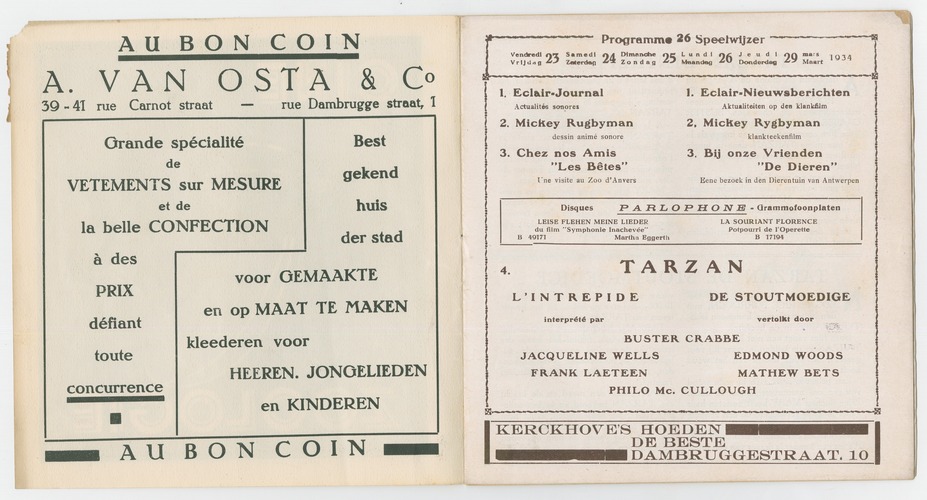 AU BON COIN
A. VAN OSTA & Co
39-41 rue Carnot straat — rue Dambrugge straat, 1
Grande spécialité
de
VETEMENTS sur MESURE
et de
la belle CONFECTION
à des
PRIX
défiant
toute
concurrence
Best
gekend
huis
der stad
voor GEMAAKTE
en op MAAT TE MAKEN
kleederen voor
HEEREN. JONGELIEDEN
en KINDEREN
AU BON COIN
Programme 26 Speelwijzer
Vendredi 23 Samedi 24 Dimanche 25 Lundi 26 Jeudi 29 mars 1934
Vrijdag Zaterdag Zondag Maandag Donderdag Maart
1. Eclair-Journal
Actualités sonores
2. Mickey Rugbyman
dessin animé sonore
3. Chez nos Amis
"Les Bêtes"
Une visite au Zoo d'Anvers
1. Eclair-Nieuwsberichten
Aktualiteiten op den klankfilm
2. Mickey Rygbyman
klankteekenfilm
3. Bij onze Vrienden
"De Dieren"
Eene bezoek in den Dierentuin van Antwerpen
Disques PARLOPHONE - Grammofoonplaten
LEISE FLEHEN MEINE LIEDER
du film "Symphonie Inachevée"
B 49171 Martha Eggerth
LA SOURIANT FLORENCE
Potpourri de l'Operette
B 17194
4. TARZAN
L'INTREPIDE DE STOUTMOEDIGE
interprété par vertolkt door
BUSTER CRABBE
JACQUELINE WELLS EDMOND WOODS
FRANK LAETEEN MATHEW BETS
PHILO Mc. CULLOUGH
KERCKHOVE'S HOEDEN
DE BESTE
DAMBRUGGESTRAAT. 10